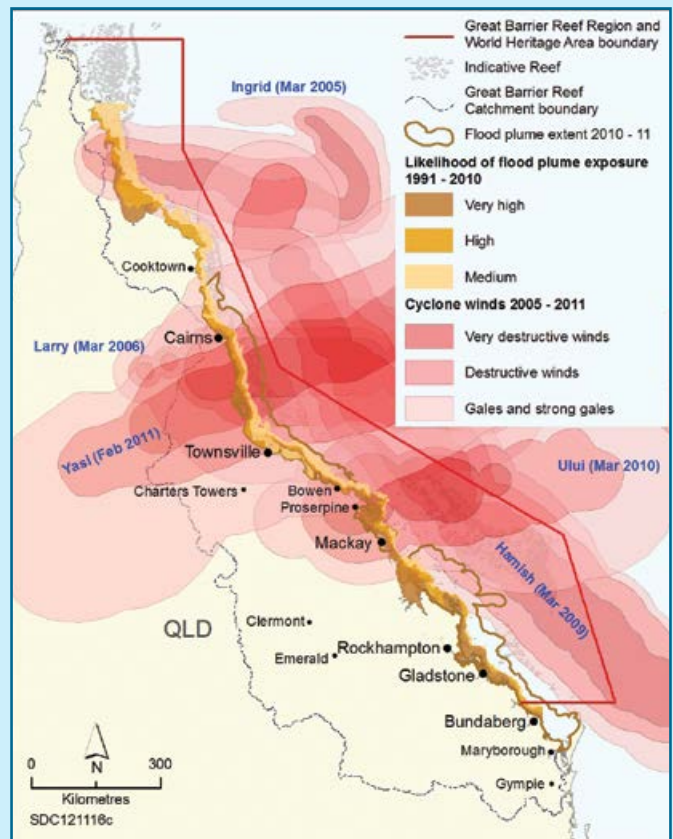 Great Barrier Reef Region and
World Heritage Area boundary
Indicative Reef
Great Barrier Reef
Catchment boundary
Flood plume extent 2010 - 11
Likelihood of flood plume exposure
1991 - 2010
Very high
High
Medium
Cyclone winds 2005 - 2011
Very destructive winds
Destructive winds
Gales and strong gales
Ingrid (Mar 2005)
Cooktown
Cairns
Larry (Mar 2006)
Yasi (Feb 2011)
Townsville
Ului (Mar 2010)
Charters Towers
Bowen
Proserpine
Mackay
Hamish (Mar 2009)
QLD
Clermont
Emerald
Rockhampton
Gladstone
Bundaberg
Maryborough
Gympie
N
0 300
Kilometres
SDC121116c